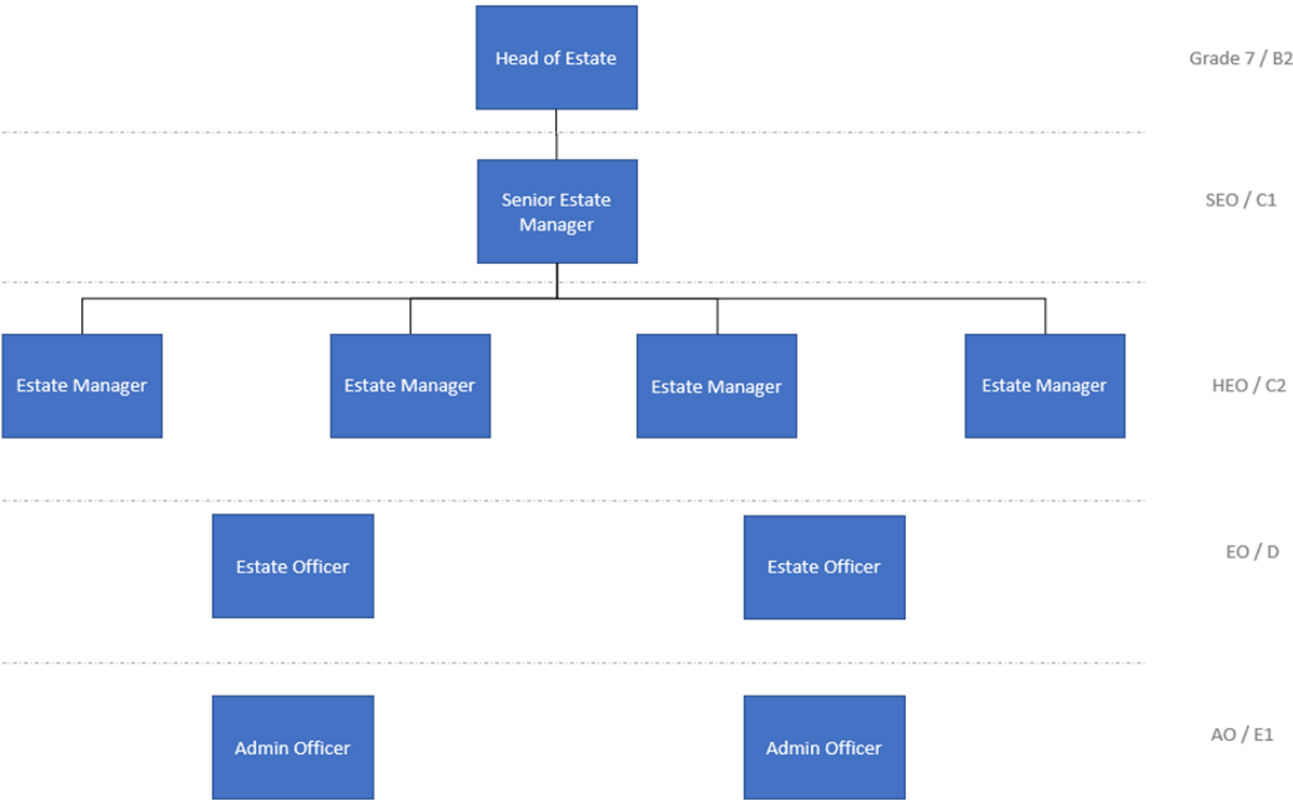 Head of Estate
Grade 7 / B2
Senior Estate
Manager
SEO / C1
Estate Manager
Estate Manager
Estate Manager
Estate Manager
HEO / C2
Estate Officer
Estate Officer
EO / D
Admin Officer
Admin Officer
AO / E1